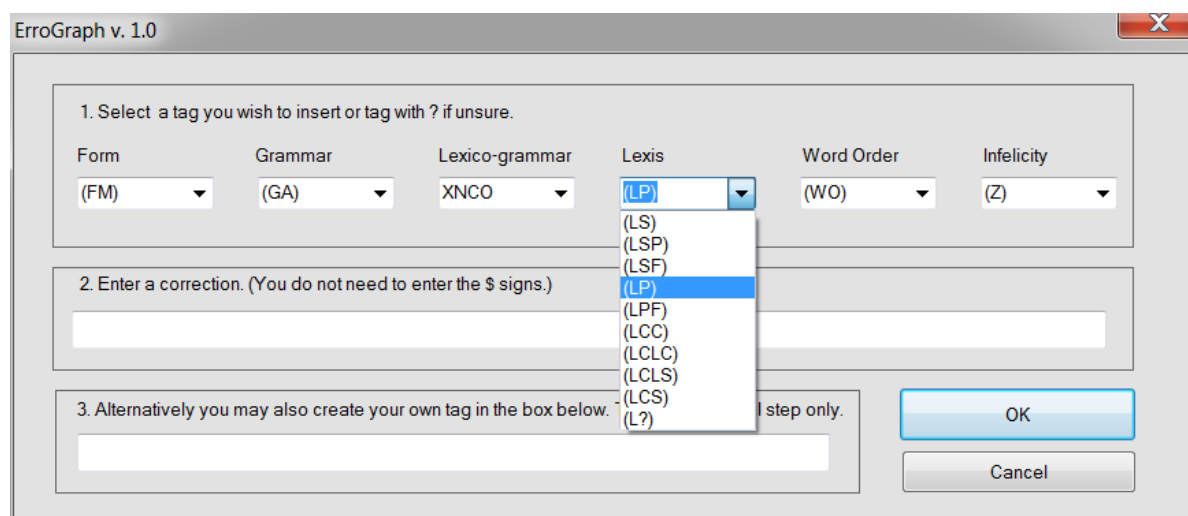 ErroGraph v. 1.0
X
1. Select a tag you wish to insert or tag with ? if unsure.
Form Grammar Lexico-grammar Lexis Word Order Infelicity
(FM) (GA) XNCO (LP) (WO) (Z)
(LS)
(LSP)
(LSF)
(LP)
(LPF)
(LCC)
(LCLC)
(LCLS)
(LCS)
(L?)
2. Enter a correction. (You do not need to enter the $ signs.)
3. Alternatively you may also create your own tag in the box below. step only.
OK
Cancel